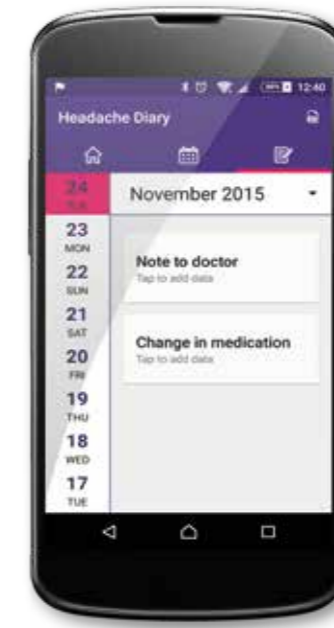 12:40
Headache Diary
24
TUE
November 2015
23
MON
Note to doctor
Tap to add data
22
SUN
21
SAT
Change in medication
Tap to add data
20
FRI
19
THU
18
WED
17
TUE